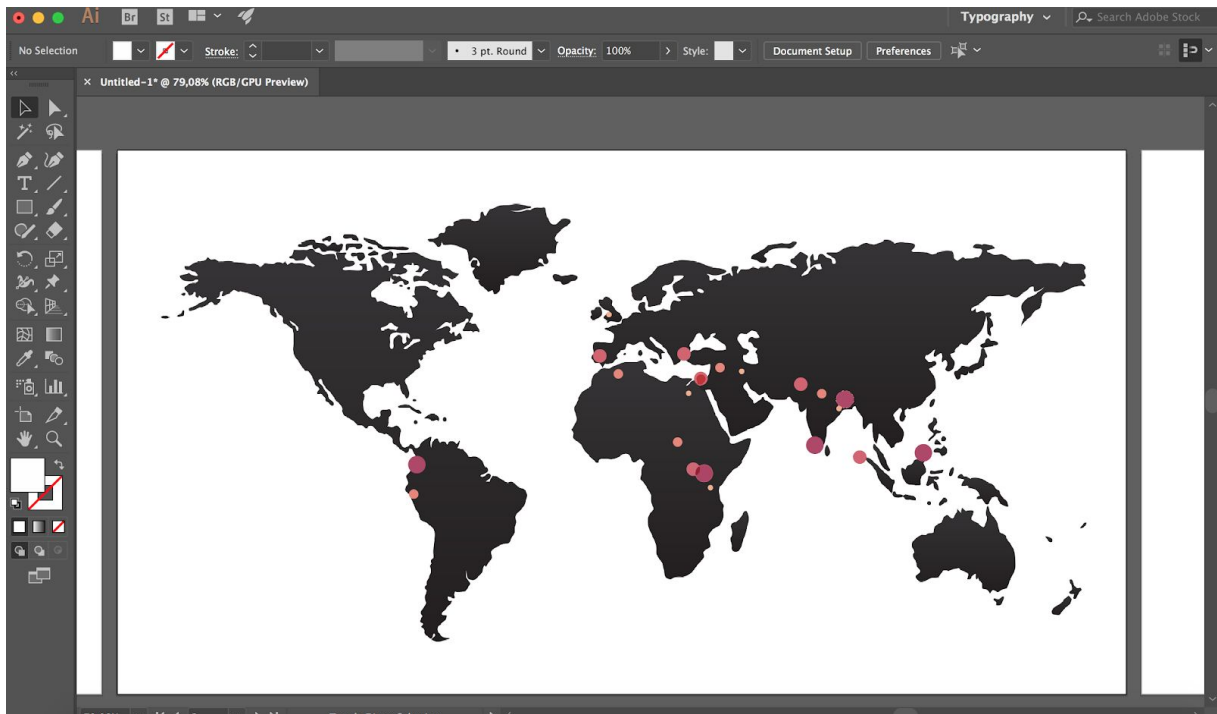 Ai Br St Typography Search Adobe Stock
No Selection Stroke: 3 pt. Round Opacity: 100% Style: Document Setup Preferences
× Untitled-1* @ 79,08% (RGB/GPU Preview)